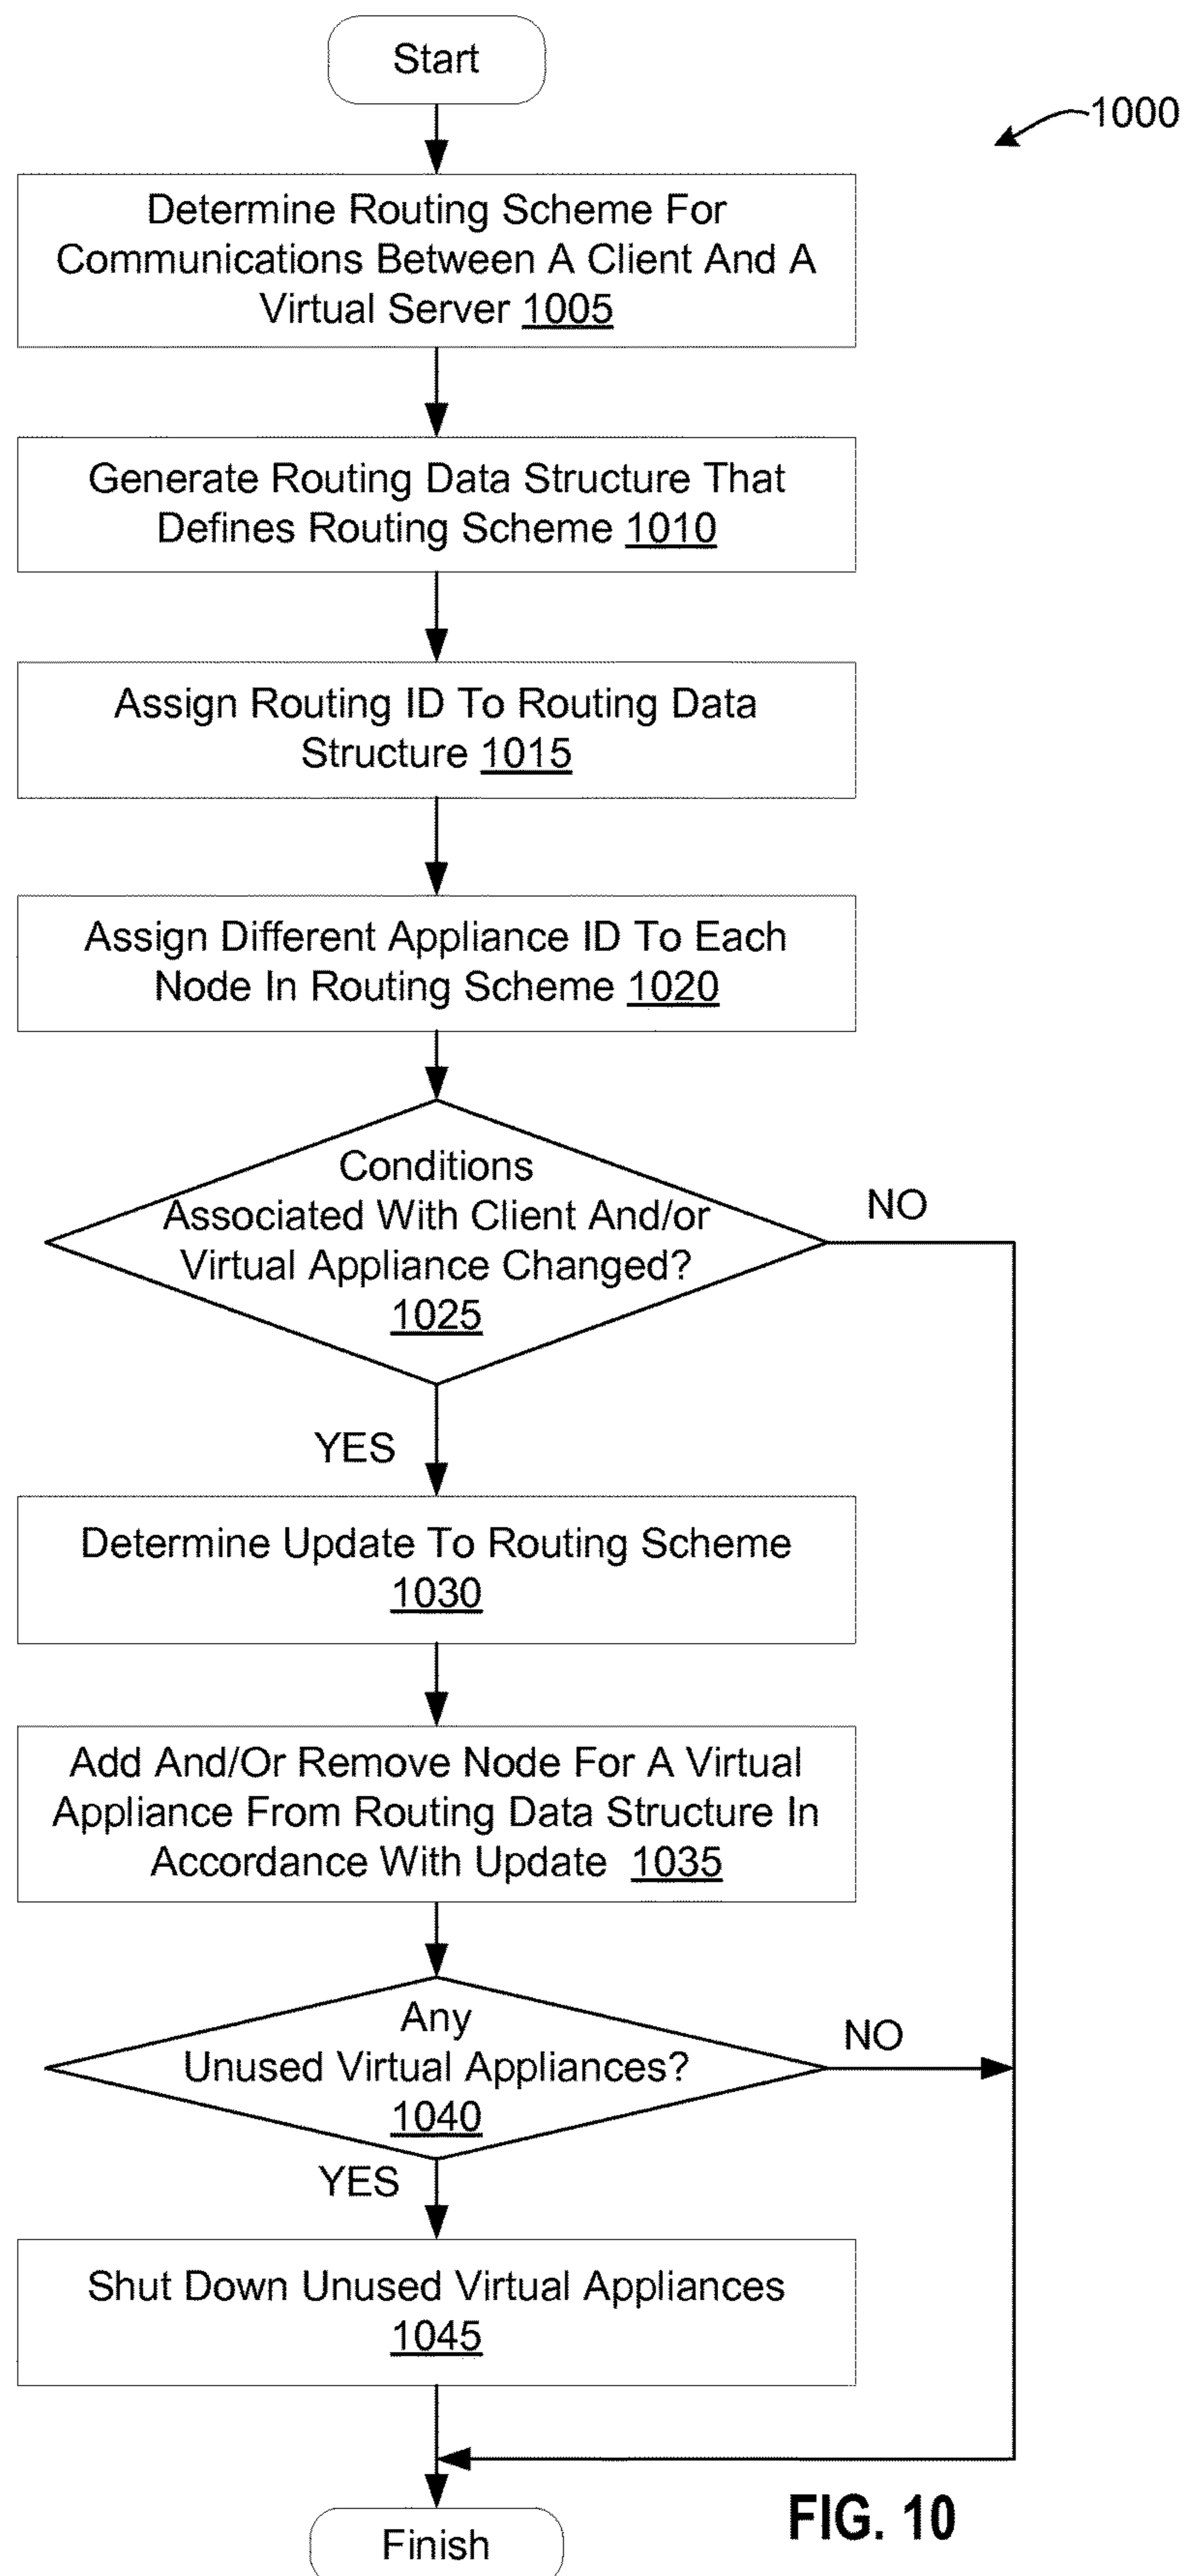 Start
1000
Determine Routing Scheme For
Communications Between A Client And A
Virtual Server 1005
Generate Routing Data Structure That
Defines Routing Scheme 1010
Assign Routing ID To Routing Data
Structure 1015
Assign Different Appliance ID To Each
Node In Routing Scheme 1020
Conditions
Associated With Client And/or
Virtual Appliance Changed?
1025
NO
YES
Determine Update To Routing Scheme
1030
Add And/Or Remove Node For A Virtual
Appliance From Routing Data Structure In
Accordance With Update 1035
Any
Unused Virtual Appliances?
1040
NO
YES
Shut Down Unused Virtual Appliances
1045
Finish
FIG. 10